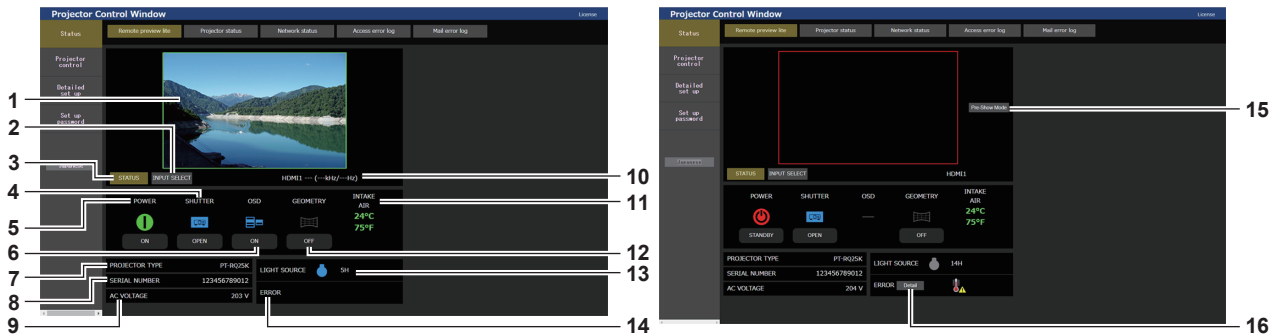 Projector Control Window
License
Status
Remote preview lite
Projector status
Network status
Access error log
Mail error log
Projector
control
Detailed
set up
Set up
password
Japanese
STATUS
INPUT SELECT
HDMI1 --- (---kHz/---Hz)
POWER
SHUTTER
OSD
GEOMETRY
INTAKE
AIR
24°C
75°F
ON
OPEN
ON
OFF
PROJECTOR TYPE
PT-RQ25K
SERIAL NUMBER
123456789012
AC VOLTAGE
203 V
LIGHT SOURCE
5H
ERROR
1
2
3
4
5
6
7
8
9
10
11
12
13
14
Projector Control Window
License
Status
Remote preview lite
Projector status
Network status
Access error log
Mail error log
Projector
control
Detailed
set up
Set up
password
Japanese
Pre-Show Mode
STATUS
INPUT SELECT
HDMI1
POWER
SHUTTER
OSD
GEOMETRY
INTAKE
AIR
24°C
75°F
STANDBY
OPEN
OFF
PROJECTOR TYPE
PT-RQ25K
SERIAL NUMBER
123456789012
AC VOLTAGE
204 V
LIGHT SOURCE
14H
ERROR
Detail
15
16